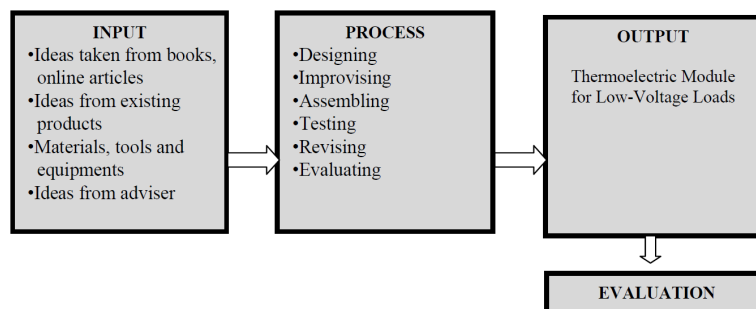 INPUT
•Ideas taken from books,
online articles
•Ideas from existing
products
•Materials, tools and
equipments
•Ideas from adviser
PROCESS
•Designing
•Improvising
•Assembling
•Testing
•Revising
•Evaluating
OUTPUT
Thermoelectric Module
for Low-Voltage Loads
EVALUATION